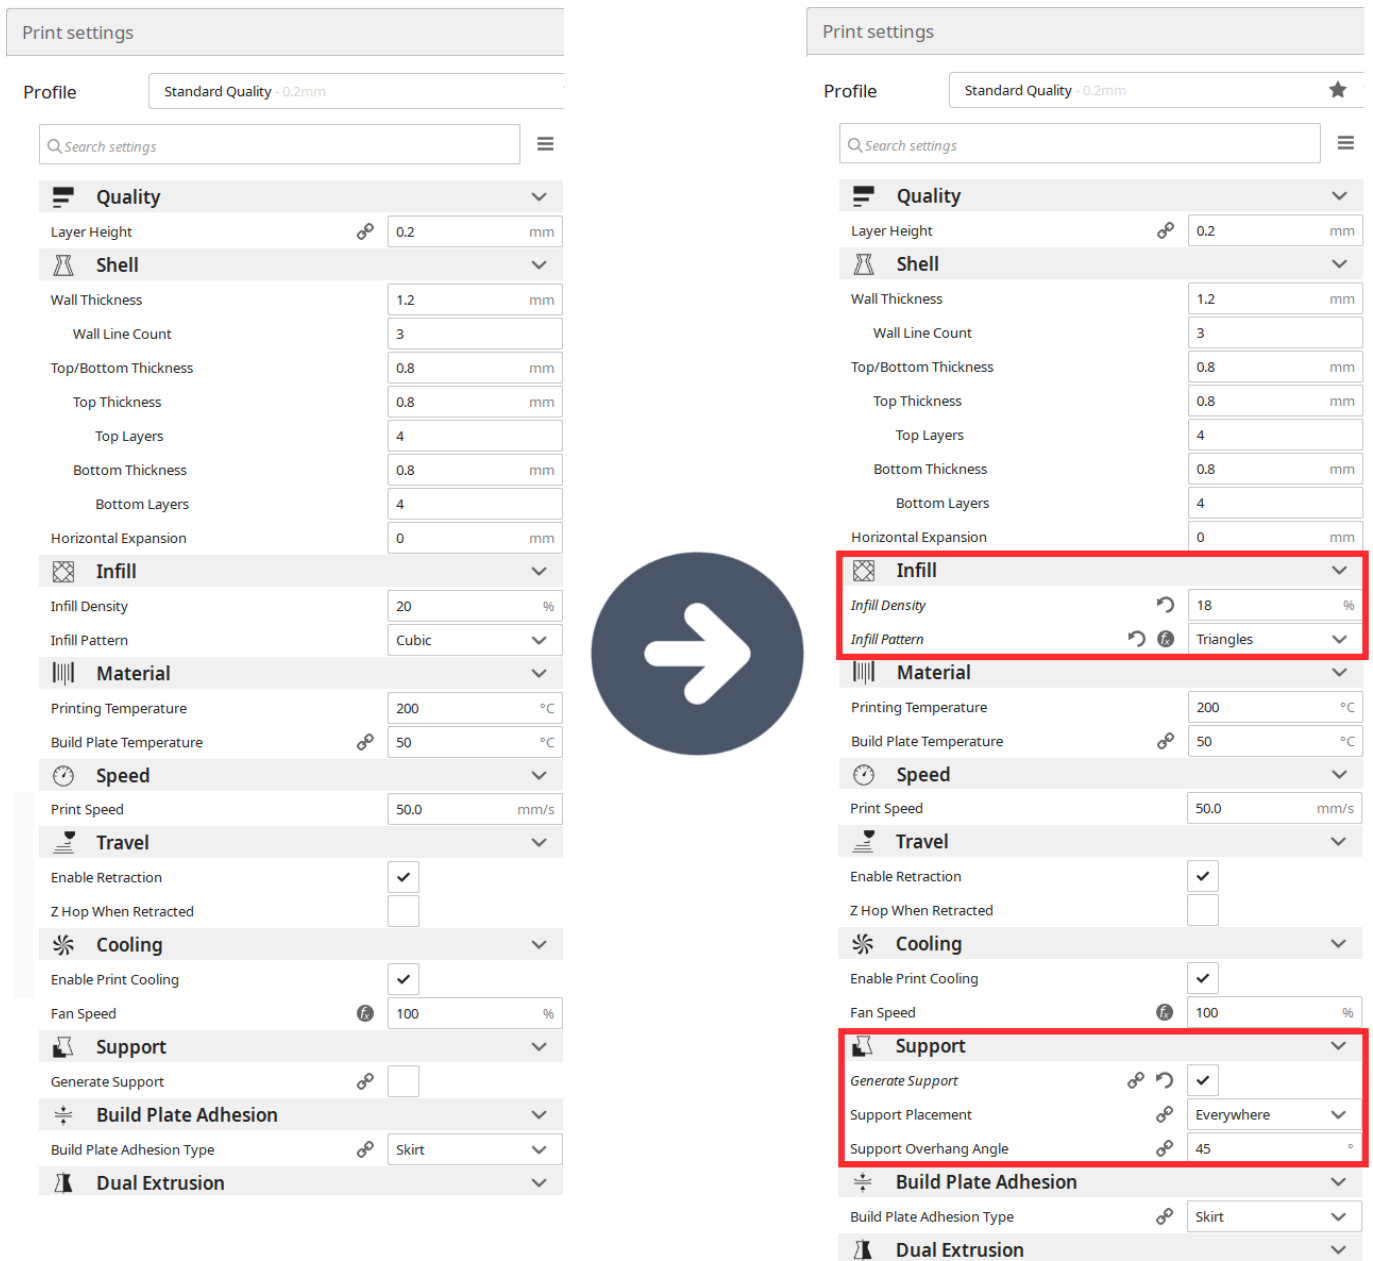 Print settings
Profile
Standard Quality - 0.2mm
Search settings
Quality
Layer Height 0.2 mm
Shell
Wall Thickness 1.2 mm
Wall Line Count 3
Top/Bottom Thickness 0.8 mm
Top Thickness 0.8 mm
Top Layers 4
Bottom Thickness 0.8 mm
Bottom Layers 4
Horizontal Expansion 0 mm
Infill
Infill Density 20 %
Infill Pattern Cubic
Material
Printing Temperature 200 °C
Build Plate Temperature 50 °C
Speed
Print Speed 50.0 mm/s
Travel
Enable Retraction
Z Hop When Retracted
Cooling
Enable Print Cooling
Fan Speed fx 100 %
Support
Generate Support
Build Plate Adhesion
Build Plate Adhesion Type Skirt
Dual Extrusion
Print settings
Profile
Standard Quality - 0.2mm
Search settings
Quality
Layer Height 0.2 mm
Shell
Wall Thickness 1.2 mm
Wall Line Count 3
Top/Bottom Thickness 0.8 mm
Top Thickness 0.8 mm
Top Layers 4
Bottom Thickness 0.8 mm
Bottom Layers 4
Horizontal Expansion 0 mm
Infill
Infill Density 18 %
Infill Pattern fx Triangles
Material
Printing Temperature 200 °C
Build Plate Temperature 50 °C
Speed
Print Speed 50.0 mm/s
Travel
Enable Retraction
Z Hop When Retracted
Cooling
Enable Print Cooling
Fan Speed fx 100 %
Support
Generate Support
Support Placement Everywhere
Support Overhang Angle 45 °
Build Plate Adhesion
Build Plate Adhesion Type Skirt
Dual Extrusion